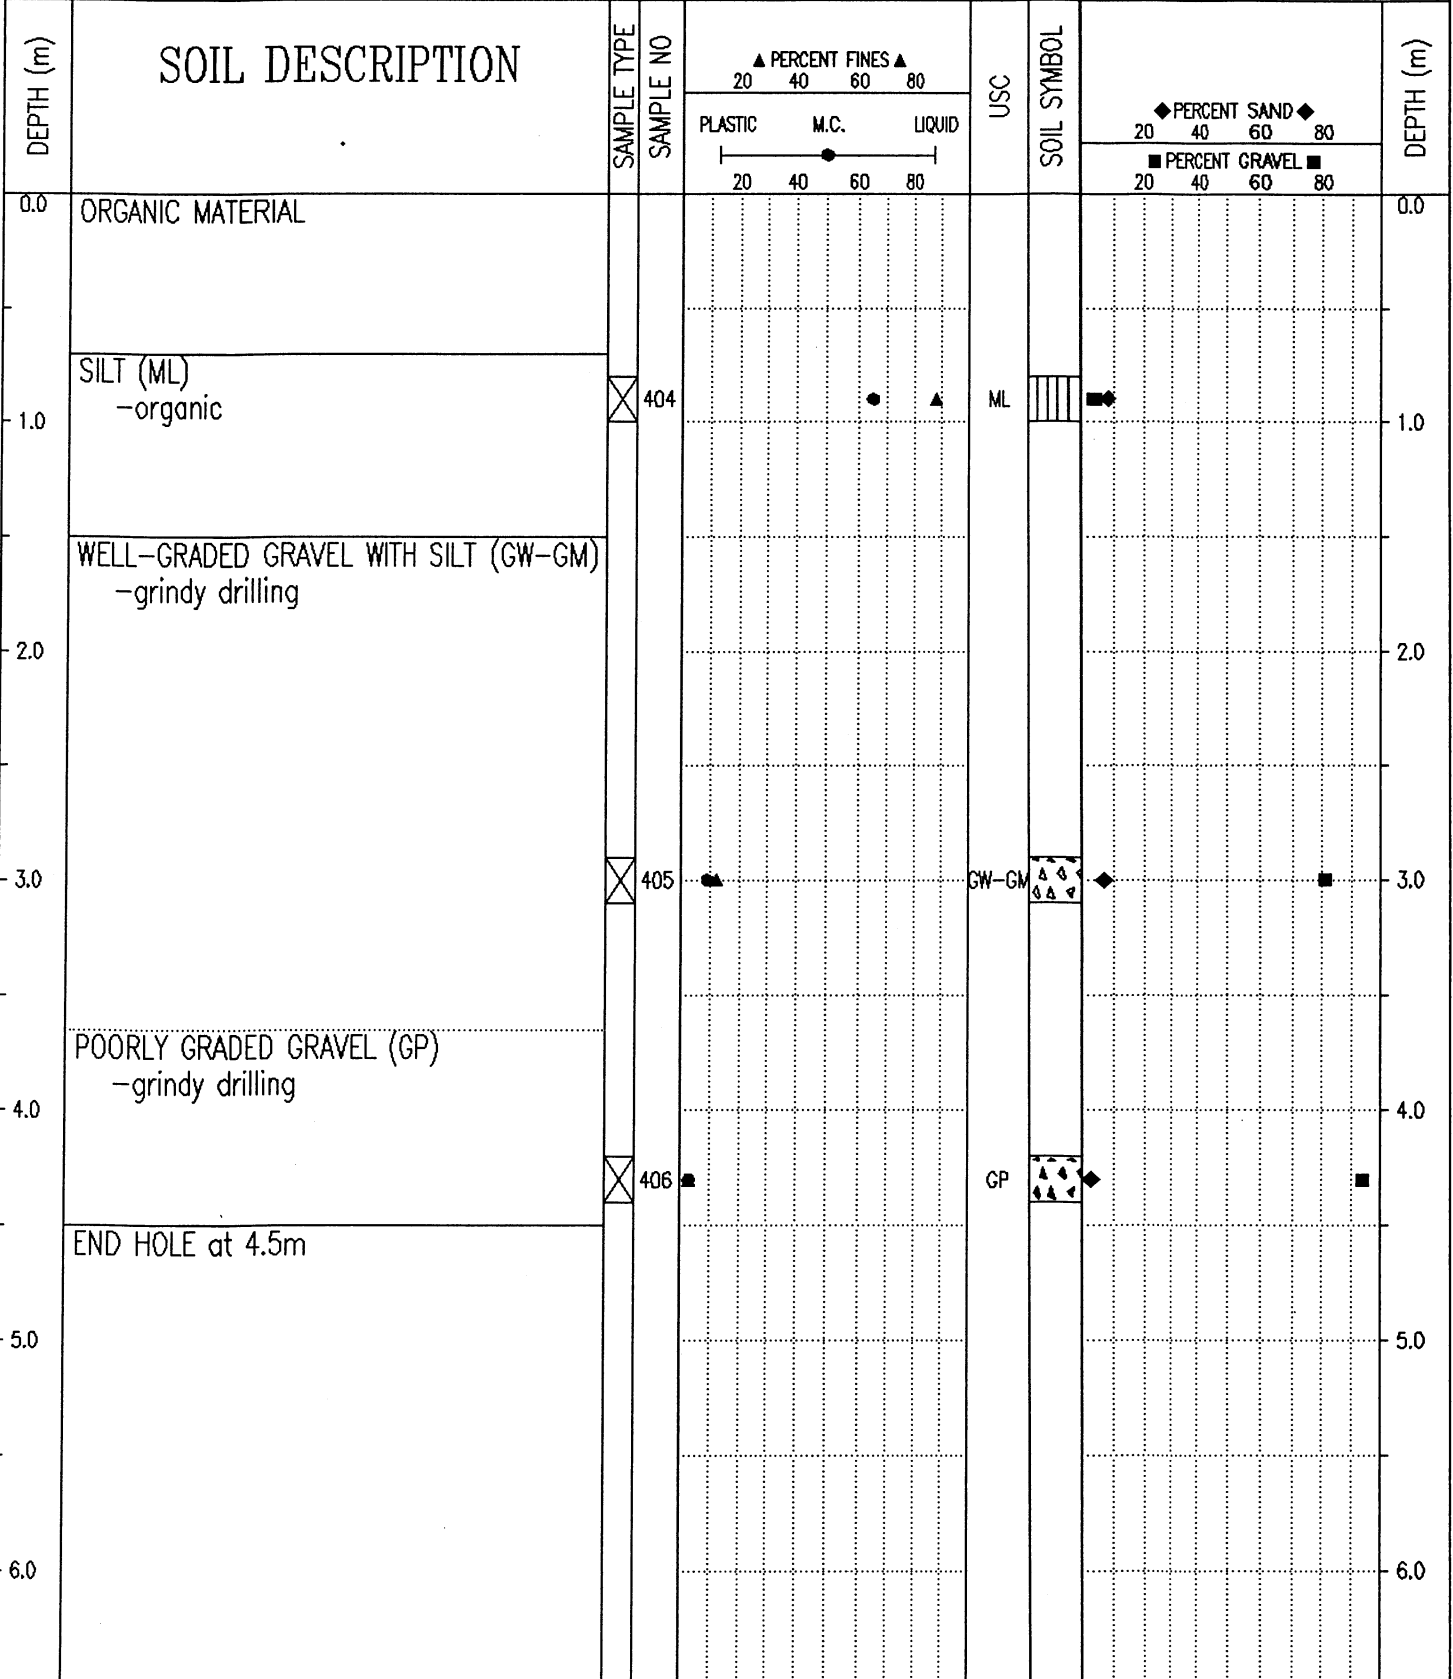 DEPTH (m)
SOIL DESCRIPTION
SAMPLE TYPE
SAMPLE NO
▲ PERCENT FINES ▲
20 40 60 80
PLASTIC M.C. LIQUID
20 40 60 80
USC
SOIL SYMBOL
◆ PERCENT SAND ◆
20 40 60 80
■ PERCENT GRAVEL ■
20 40 60 80
DEPTH (m)
0.0 ORGANIC MATERIAL 0.0
SILT (ML)
-organic
404 ML
1.0 1.0
WELL-GRADED GRAVEL WITH SILT (GW-GM)
-grindy drilling
2.0 2.0
3.0 405 GW-GM 3.0
POORLY GRADED GRAVEL (GP)
-grindy drilling
4.0 4.0
406 GP
END HOLE at 4.5m
5.0 5.0
6.0 6.0